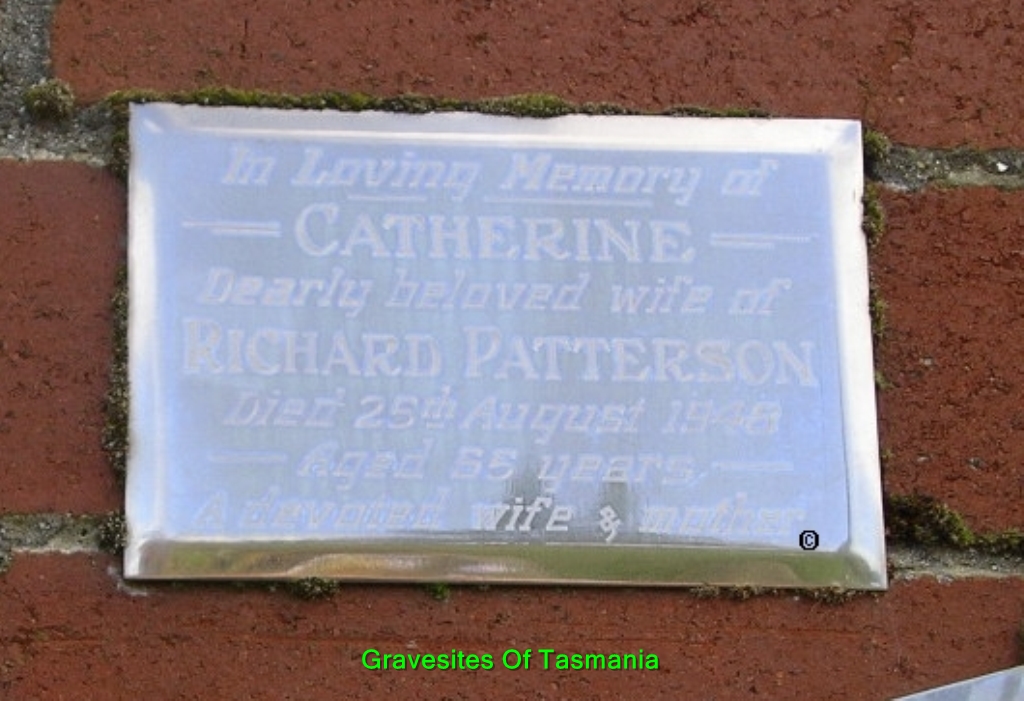 In Loving Memory of
CATHERINE
Dearly beloved wife of
RICHARD PATTERSON
Died 25th August 1948
Aged 65 years,
A devoted wife & mother
©
Gravesites Of Tasmania